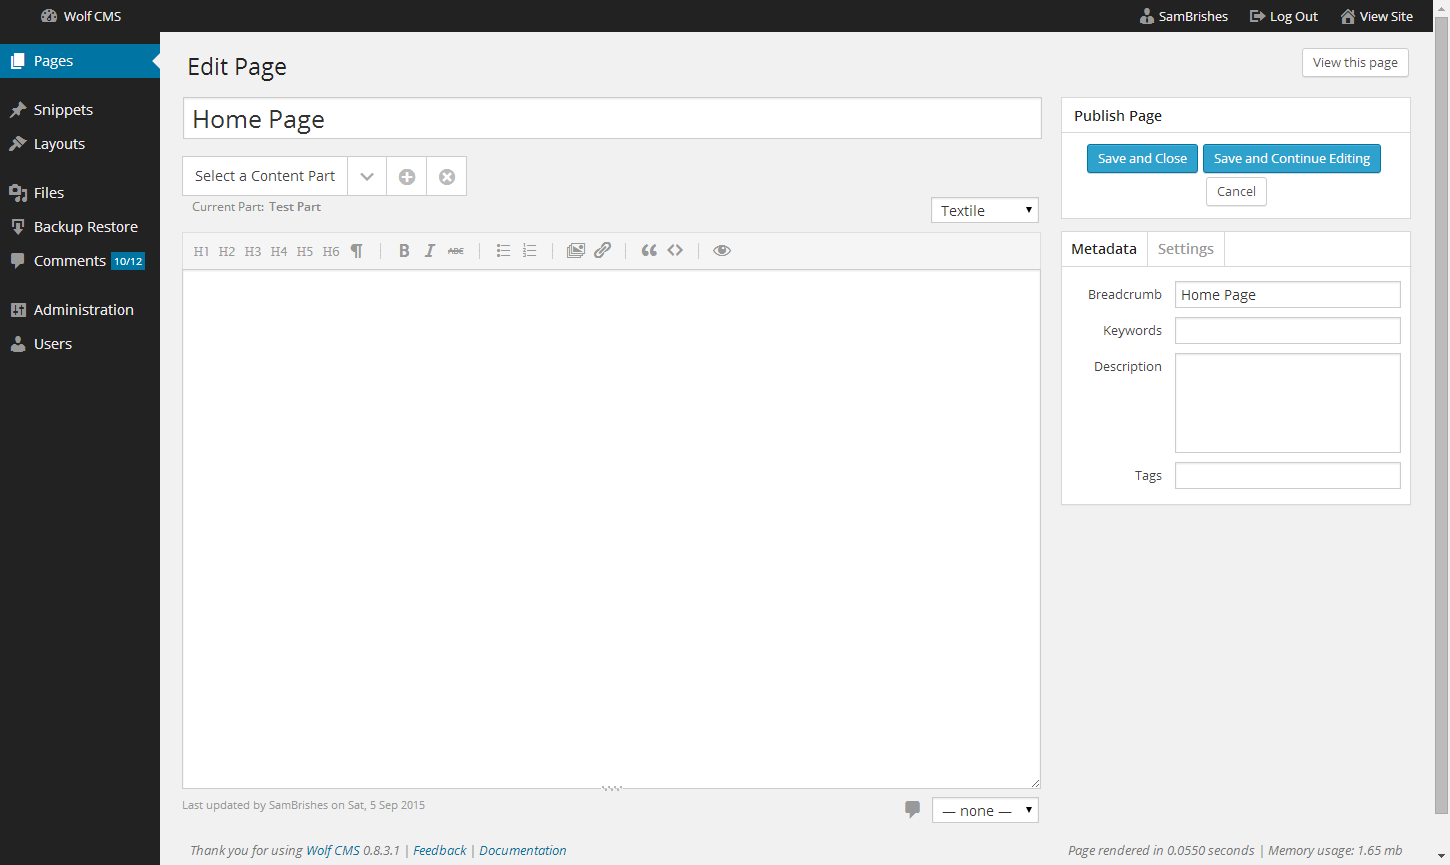 Wolf CMS
SamBrishes Log Out View Site
Pages
Snippets
Layouts
Files
Backup Restore
Comments 10/12
Administration
Users
Edit Page
View this page
Home Page
Select a Content Part
Current Part: Test Part
Textile
H1 H2 H3 H4 H5 H6 ¶ B I ABC
Last updated by SamBrishes on Sat, 5 Sep 2015
— none —
Publish Page
Save and Close Save and Continue Editing
Cancel
Metadata Settings
Breadcrumb Home Page
Keywords
Description
Tags
Thank you for using Wolf CMS 0.8.3.1 | Feedback | Documentation
Page rendered in 0.0550 seconds | Memory usage: 1.65 mb